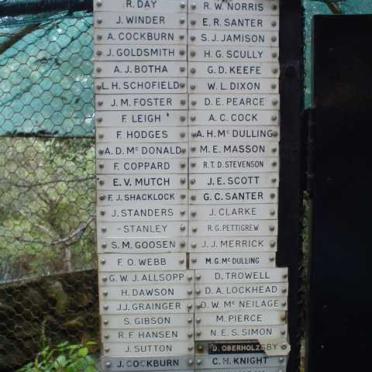 R. DAY
J. WINDER
A. COCKBURN
J. GOLDSMITH
A. J. BOTHA
L. H. SCHOFIELD
J. M. FOSTER
F. LEIGH
F. HODGES
A. D. Mc DONALD
F. COPPARD
E. V. MUTCH
F. J. SHACKLOCK
J. STANDERS
-STANLEY
S. M. GOOSEN
F. O. WEBB
G. W. J. ALLSOPP
H. DAWSON
J. J. GRAINGER
S. GIBSON
R. F. HANSEN
J. SUTTON
J. COCKBURN
R. W. NORRIS
E. R. SANTER
S. J. JAMISON
H. G. SCULLY
G. D. KEEFE
W. L. DIXON
D. E. PEARCE
A. C. COCK
A. H. Mc DULLING
M. E. MASSON
R. T. D. STEVENSON
J. E. SCOTT
G. C. SANTER
J. CLARKE
R. G. PETTIGREW
J. J. MERRICK
M. G. Mc DULLING
D. TROWELL
D. A. LOCKHEAD
D. W. Mc NEILAGE
M. PIERCE
N. E. S. SIMON
D. OBERHOLZ
C. H. KNIGHT